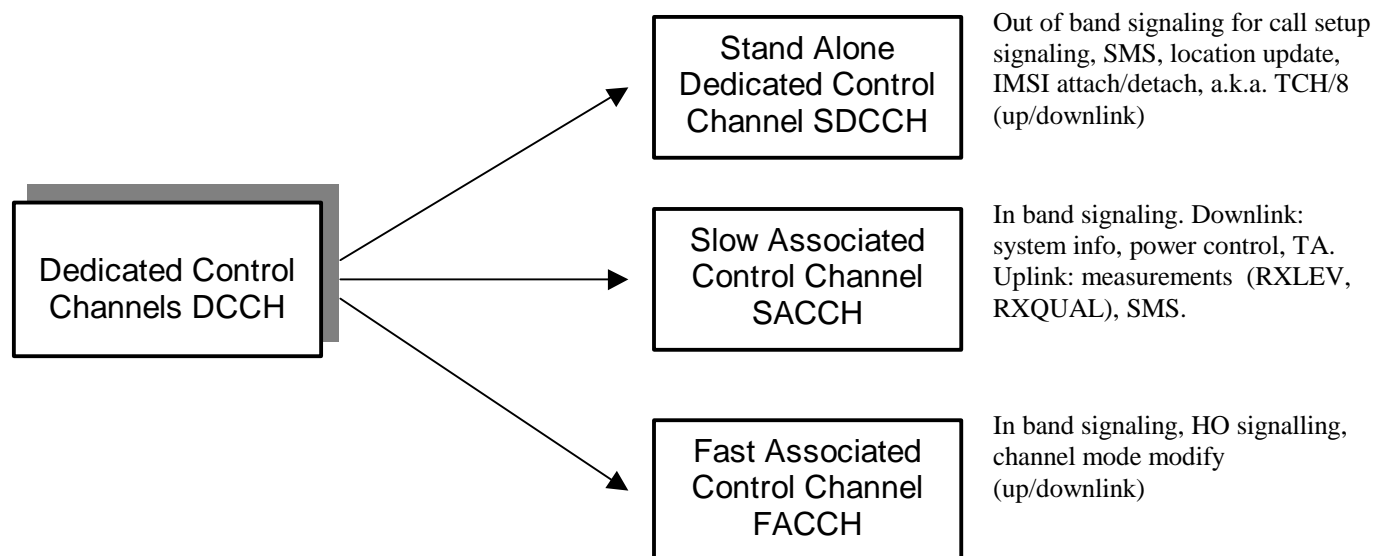 Dedicated Control
Channels DCCH
Stand Alone
Dedicated Control
Channel SDCCH
Out of band signaling for call setup
signaling, SMS, location update,
IMSI attach/detach, a.k.a. TCH/8
(up/downlink)
Slow Associated
Control Channel
SACCH
In band signaling. Downlink:
system info, power control, TA.
Uplink: measurements (RXLEV,
RXQUAL), SMS.
Fast Associated
Control Channel
FACCH
In band signaling, HO signalling,
channel mode modify
(up/downlink)